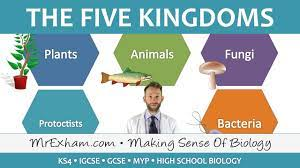 THE FIVE KINGDOMS
Plants
Animals
Fungi
Protoctists
Bacteria
MrExham.com • Making Sense Of Biology
KS4 • IGCSE • GCSE • MYP • HIGH SCHOOL BIOLOGY